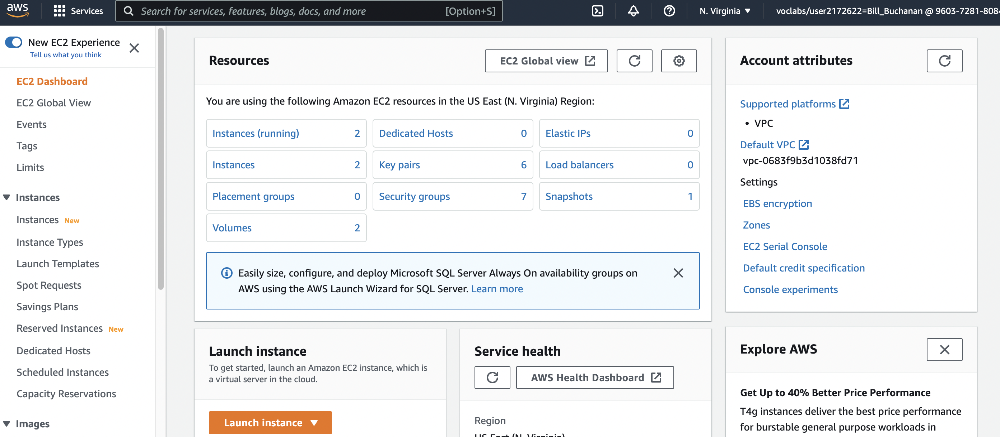 aws
Services
Search for services, features, blogs, docs, and more
[Option+S]
N. Virginia
voclabs/user2172622=Bill_Buchanan @ 9603-7281-808
New EC2 Experience
Tell us what you think
EC2 Dashboard
EC2 Global View
Events
Tags
Limits
Instances
Instances New
Instance Types
Launch Templates
Spot Requests
Savings Plans
Reserved Instances New
Dedicated Hosts
Scheduled Instances
Capacity Reservations
Images
Resources
EC2 Global view
You are using the following Amazon EC2 resources in the US East (N. Virginia) Region:
Instances (running) 2
Dedicated Hosts 0
Elastic IPs 0
Instances 2
Key pairs 6
Load balancers 0
Placement groups 0
Security groups 7
Snapshots 1
Volumes 2
Easily size, configure, and deploy Microsoft SQL Server Always On availability groups on
AWS using the AWS Launch Wizard for SQL Server. Learn more
Launch instance
To get started, launch an Amazon EC2 instance, which is
a virtual server in the cloud.
Launch instance
Service health
AWS Health Dashboard
Region
US East (N. Virginia)
Account attributes
Supported platforms
• VPC
Default VPC
vpc-0683f9b3d1038fd71
Settings
EBS encryption
Zones
EC2 Serial Console
Default credit specification
Console experiments
Explore AWS
Get Up to 40% Better Price Performance
T4g instances deliver the best price performance
for burstable general purpose workloads in